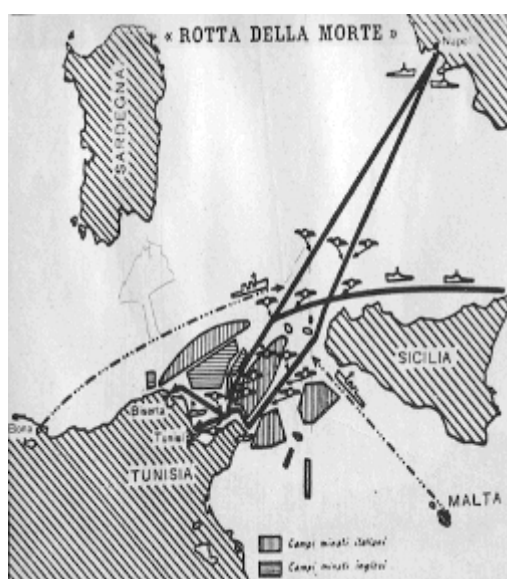 « ROTTA DELLA MORTE »
Napoli
SARDEGNA
SICILIA
Biserta
Bona
Tunisi
TUNISIA
MALTA
Campi minati italiani
Campi minati inglesi